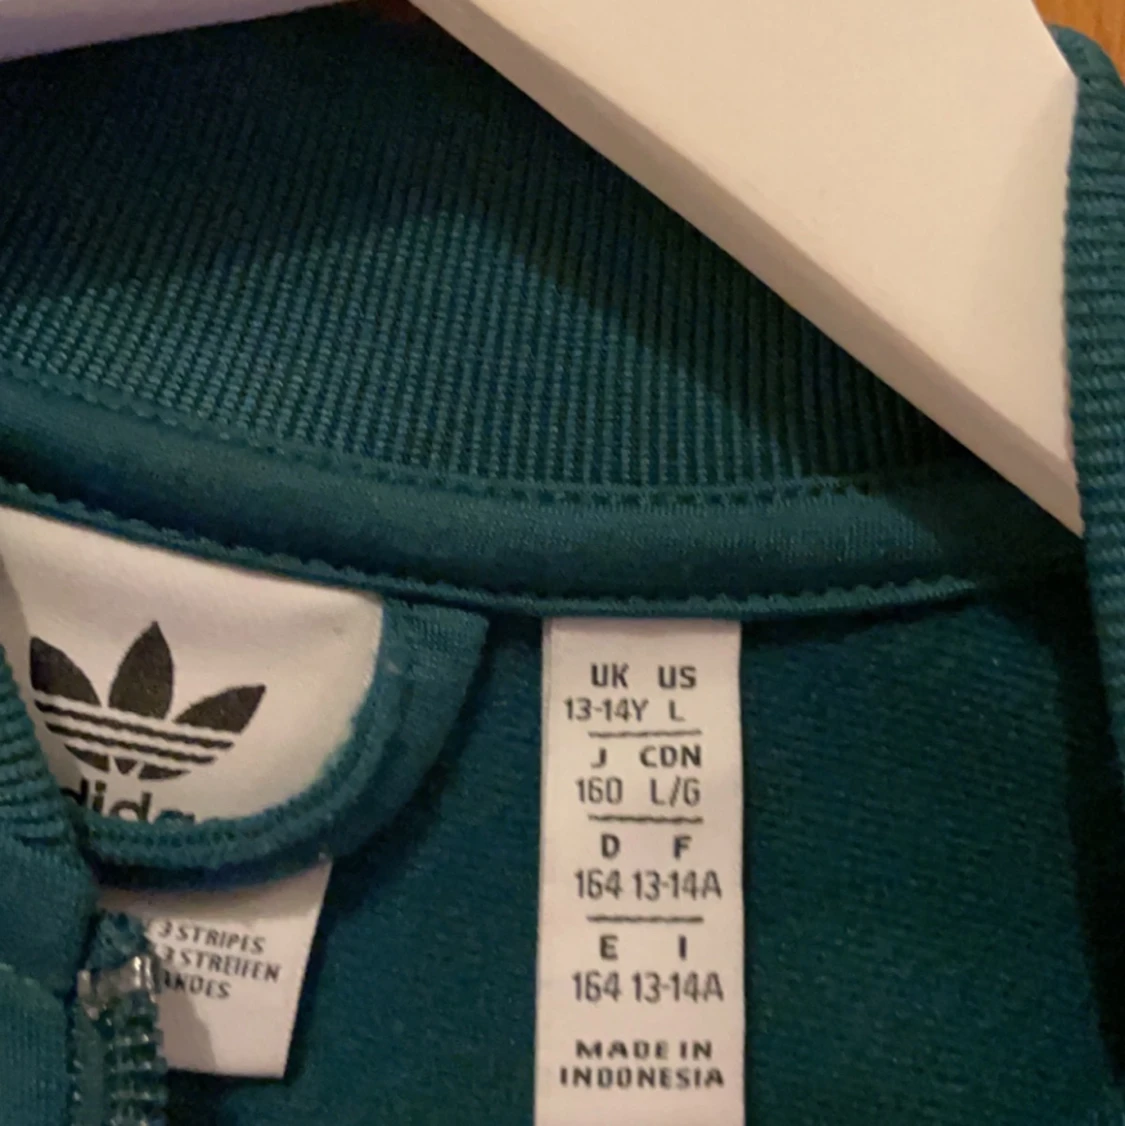 UK US
13-14Y L
J CDN
160 L/G
D F
164 13-14A
E I
164 13-14A
MADE IN
INDONESIA
3 STRIPES
3 STREIFEN